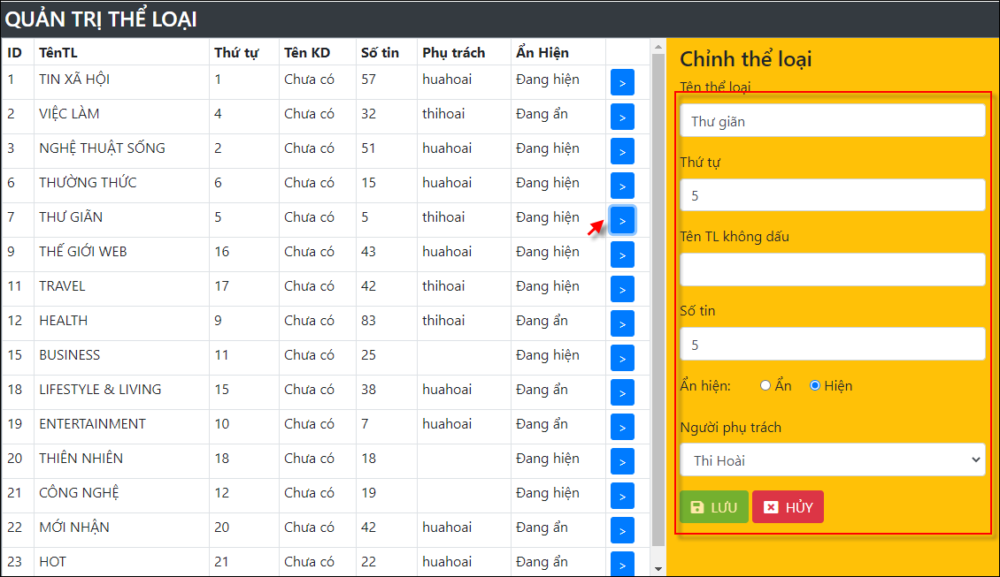 QUẢN TRỊ THỂ LOẠI
ID TênTL Thứ tự Tên KD Số tin Phụ trách Ẩn Hiện
1 TIN XÃ HỘI 1 Chưa có 57 huahoai Đang hiện >
2 VIỆC LÀM 4 Chưa có 32 thihoai Đang ẩn >
3 NGHỆ THUẬT SỐNG 2 Chưa có 51 huahoai Đang hiện >
6 THƯỜNG THỨC 6 Chưa có 15 huahoai Đang hiện >
7 THƯ GIÃN 5 Chưa có 5 thihoai Đang hiện >
9 THẾ GIỚI WEB 16 Chưa có 43 huahoai Đang hiện >
11 TRAVEL 17 Chưa có 42 thihoai Đang hiện >
12 HEALTH 9 Chưa có 83 thihoai Đang ẩn >
15 BUSINESS 11 Chưa có 25 Đang hiện >
18 LIFESTYLE & LIVING 15 Chưa có 38 huahoai Đang ẩn >
19 ENTERTAINMENT 10 Chưa có 7 huahoai Đang ẩn >
20 THIÊN NHIÊN 18 Chưa có 18 Đang hiện >
21 CÔNG NGHỆ 12 Chưa có 19 Đang hiện >
22 MỚI NHẬN 20 Chưa có 42 huahoai Đang ẩn >
23 HOT 21 Chưa có 22 huahoai Đang ẩn >
Chỉnh thể loại
Tên thể loại
Thư giãn
Thứ tự
5
Tên TL không dấu
Số tin
5
Ẩn hiện: Ẩn Hiện
Người phụ trách
Thi Hoài
LƯU HỦY